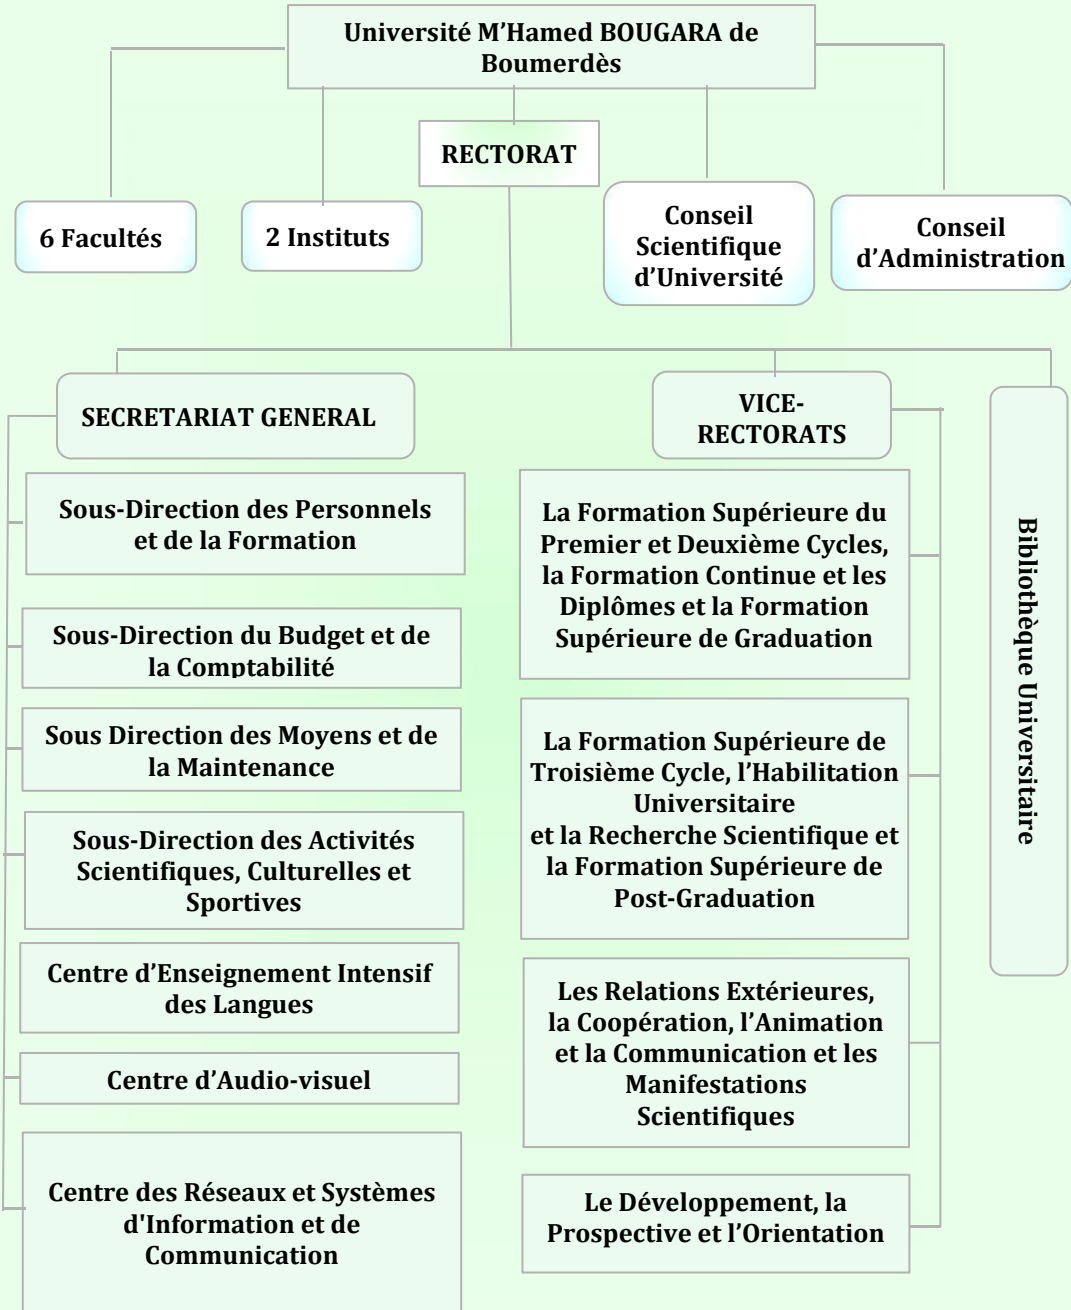 Université M’Hamed BOUGARA de
Boumerdès
RECTORAT
6 Facultés
2 Instituts
Conseil
Scientifique
d’Université
Conseil
d’Administration
SECRETARIAT GENERAL
Sous-Direction des Personnels
et de la Formation
Sous-Direction du Budget et de
la Comptabilité
Sous Direction des Moyens et de
la Maintenance
Sous-Direction des Activités
Scientifiques, Culturelles et
Sportives
Centre d’Enseignement Intensif
des Langues
Centre d’Audio-visuel
Centre des Réseaux et Systèmes
d'Information et de
Communication
VICE-
RECTORATS
La Formation Supérieure du
Premier et Deuxième Cycles,
la Formation Continue et les
Diplômes et la Formation
Supérieure de Graduation
La Formation Supérieure de
Troisième Cycle, l’Habilitation
Universitaire
et la Recherche Scientifique et
la Formation Supérieure de
Post-Graduation
Les Relations Extérieures,
la Coopération, l’Animation
et la Communication et les
Manifestations
Scientifiques
Le Développement, la
Prospective et l’Orientation
Bibliothèque Universitaire